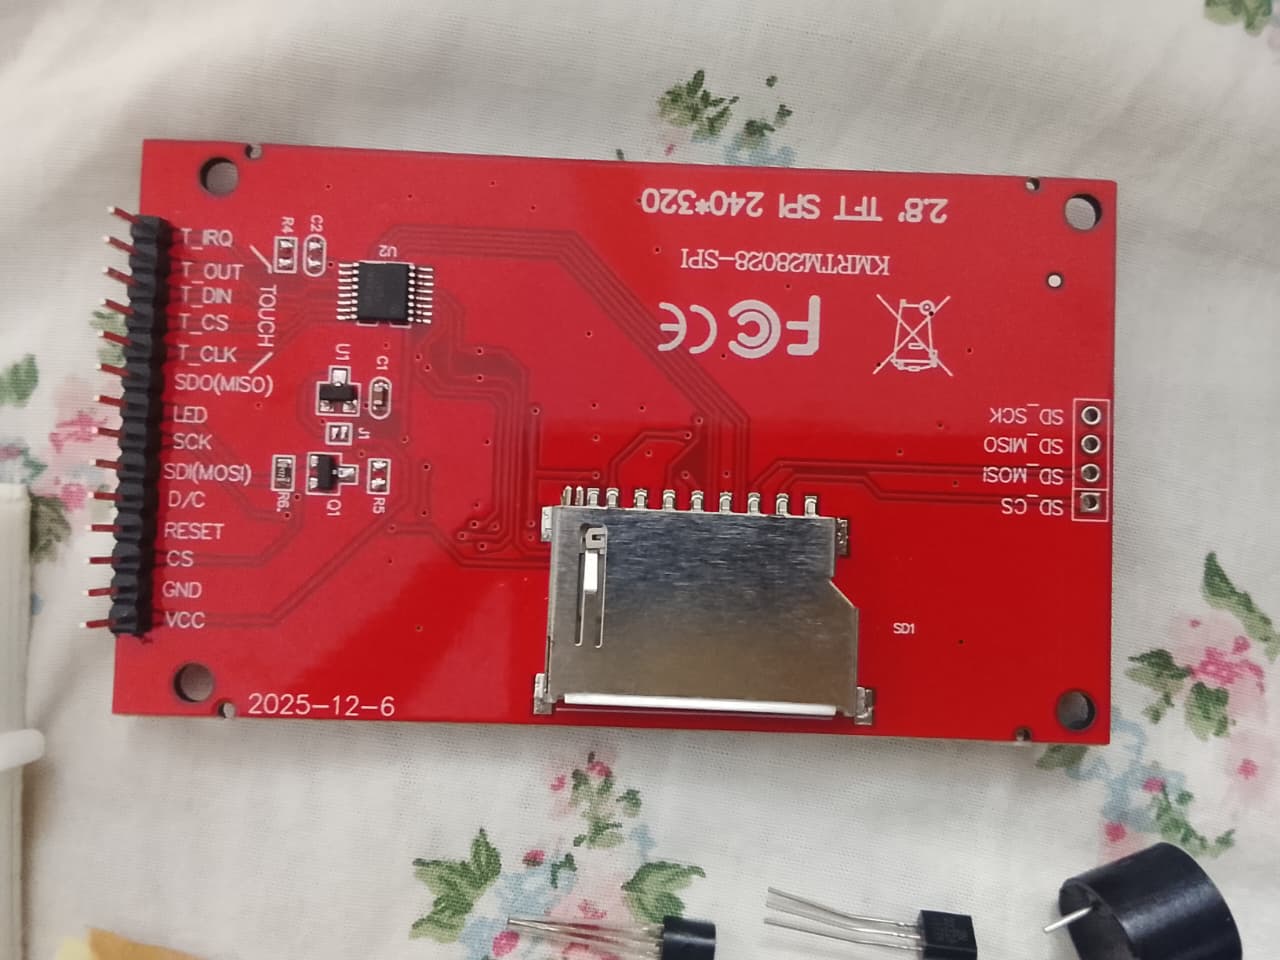 2.8' TFT SPI 240*320
KMRTM28028-SPI
FC CE
T_IRQ
T_OUT
T_DIN
T_CS
T_CLK
TOUCH
SDO(MISO)
LED
SCK
SDI(MOSI)
D/C
RESET
CS
GND
VCC
R4
C2
U2
U1
C1
J1
R6
Q1
R5
SD_SCK
SD_MISO
SD_MOSI
SD_CS
SD1
2025-12-6